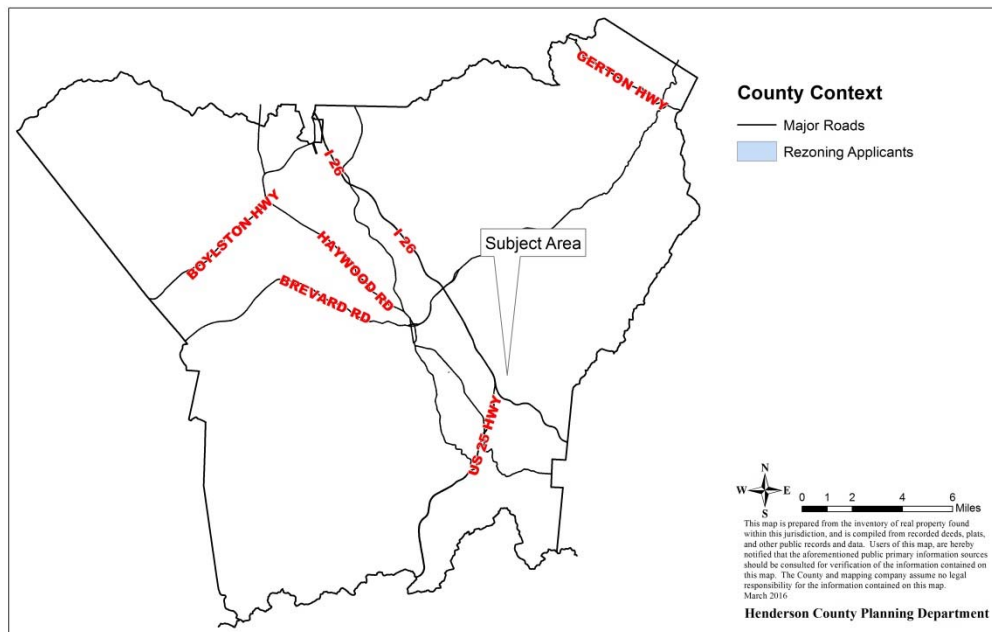 GERTON HWY
County Context
Major Roads
Rezoning Applicants
I 26
BOYLSTON HWY
HAYWOOD RD
I 26
Subject Area
BREVARD RD
US 25 HWY
N
W E
S
0 1 2 4 6
Miles
This map is prepared from the inventory of real property found
within this jurisdiction, and is compiled from recorded deeds, plats,
and other public records and data. Users of this map, are hereby
notified that the aforementioned public primary information sources
should be consulted for verification of the information contained on
this map. The County and mapping company assume no legal
responsibility for the information contained on this map.
March 2016
Henderson County Planning Department